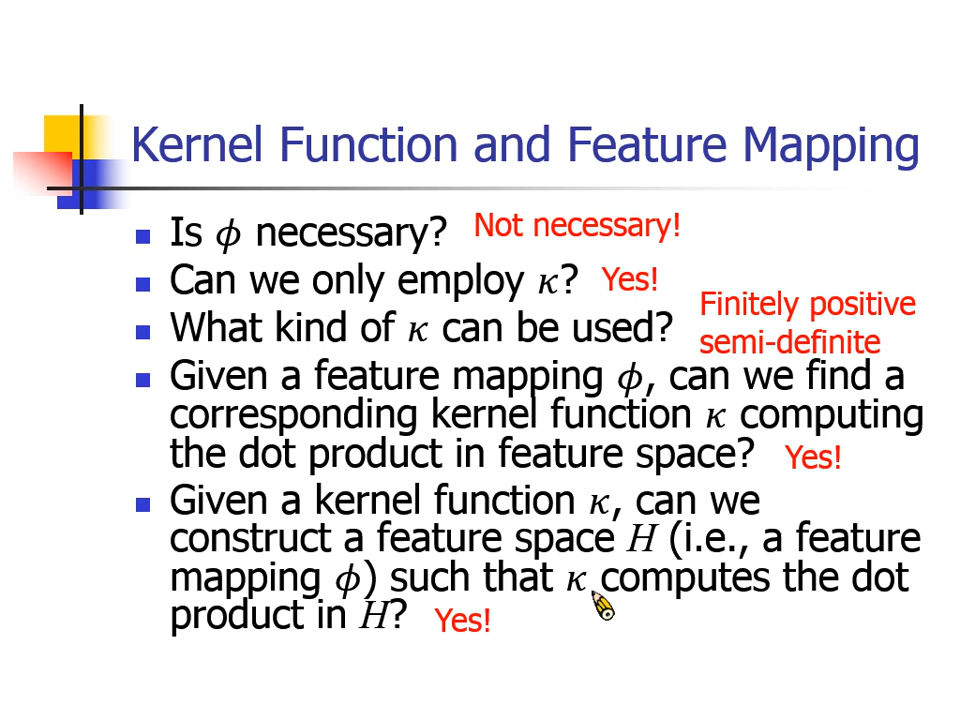 Kernel Function and Feature Mapping
Is ϕ necessary? Not necessary!
Can we only employ κ? Yes!
What kind of κ can be used? Finitely positive
semi-definite
Given a feature mapping ϕ, can we find a
corresponding kernel function κ computing
the dot product in feature space? Yes!
Given a kernel function κ, can we
construct a feature space H (i.e., a feature
mapping ϕ) such that κ computes the dot
product in H? Yes!